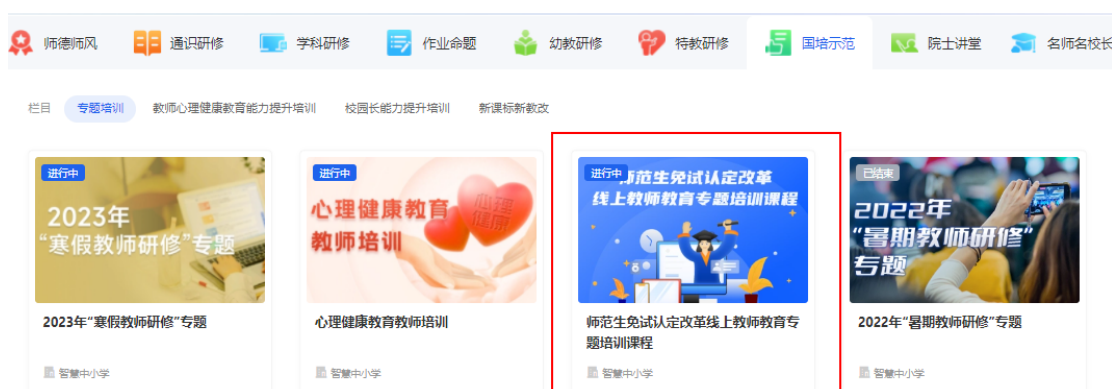 师德师风 通识研修 学科研修 作业命题 幼教研修 特教研修 国培示范 院士讲堂 名师名校长
栏目 专题培训 教师心理健康教育能力提升培训 校园长能力提升培训 新课标新教改
进行中
2023年
“寒假教师研修”专题
2023年“寒假教师研修”专题
智慧中小学
进行中
心理健康教育
教师培训
心理
健康
心理健康教育教师培训
智慧中小学
进行中
师范生免试认定改革
线上教师教育专题培训课程
师范生免试认定改革线上教师教育专
题培训课程
智慧中小学
已结束
2022年
“暑期教师研修”
专题
2022年“暑期教师研修”专题
智慧中小学